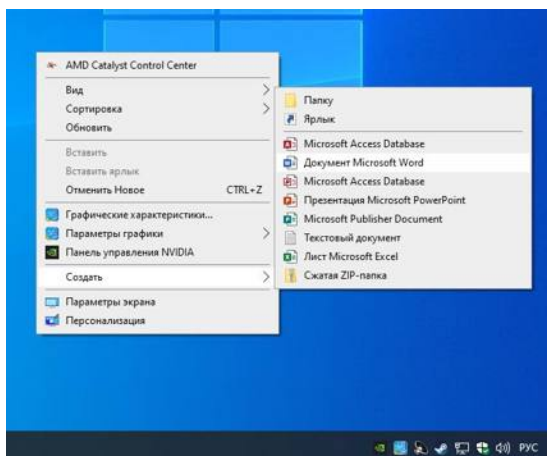 AMD Catalyst Control Center
Вид
Сортировка
Обновить
Вставить
Вставить ярлык
Отменить Новое CTRL+Z
Графические характеристики...
Параметры графики
Панель управления NVIDIA
Создать
Параметры экрана
Персонализация
Папку
Ярлык
Microsoft Access Database
Документ Microsoft Word
Microsoft Access Database
Презентация Microsoft PowerPoint
Microsoft Publisher Document
Текстовый документ
Лист Microsoft Excel
Сжатая ZIP-папка
РУС